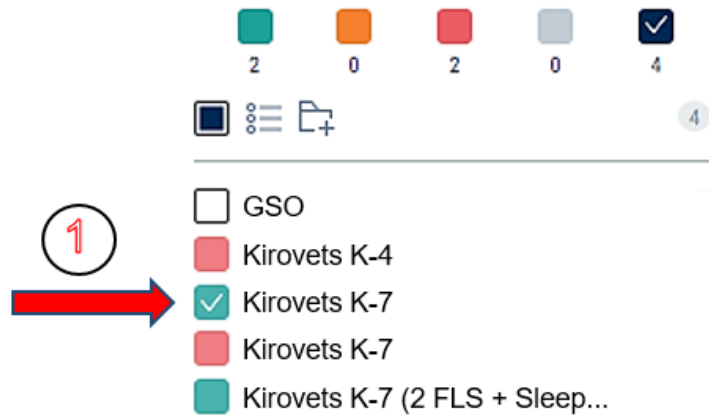 2 0 2 0 4
4
GSO
1
Kirovets K-4
Kirovets K-7
Kirovets K-7
Kirovets K-7 (2 FLS + Sleep...